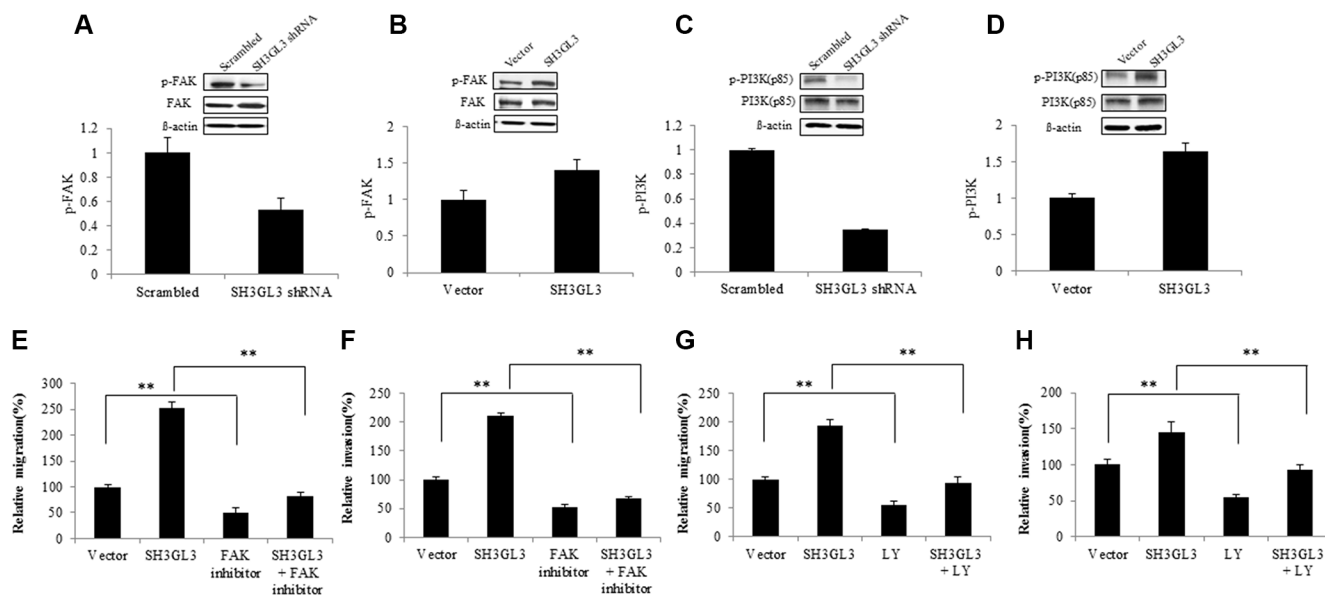 A
Scrambled
SH3GL3 shRNA
p-FAK
FAK
ß-actin
p-FAK
1.2
1
0.8
0.6
0.4
0.2
0
Scrambled
SH3GL3 shRNA
B
Vector
SH3GL3
p-FAK
FAK
ß-actin
p-FAK
2
1.5
1
0.5
0
Vector
SH3GL3
C
Scrambled
SH3GL3 shRNA
p-PI3K(p85)
PI3K(p85)
ß-actin
p-PI3K
1.2
1
0.8
0.6
0.4
0.2
0
Scrambled
SH3GL3 shRNA
D
Vector
SH3GL3
p-PI3K(p85)
PI3K(p85)
ß-actin
p-PI3K
2
1.5
1
0.5
0
Vector
SH3GL3
E
Relative migration(%)
300
250
200
150
100
50
0
**
**
Vector
SH3GL3
FAK
inhibitor
SH3GL3
+ FAK
inhibitor
F
Relative invasion(%)
250
200
150
100
50
0
**
**
Vector
SH3GL3
FAK
inhibitor
SH3GL3
+ FAK
inhibitor
G
Relative migration(%)
250
200
150
100
50
0
**
**
Vector
SH3GL3
LY
SH3GL3
+ LY
H
Relative invasion(%)
200
150
100
50
0
**
**
Vector
SH3GL3
LY
SH3GL3
+ LY